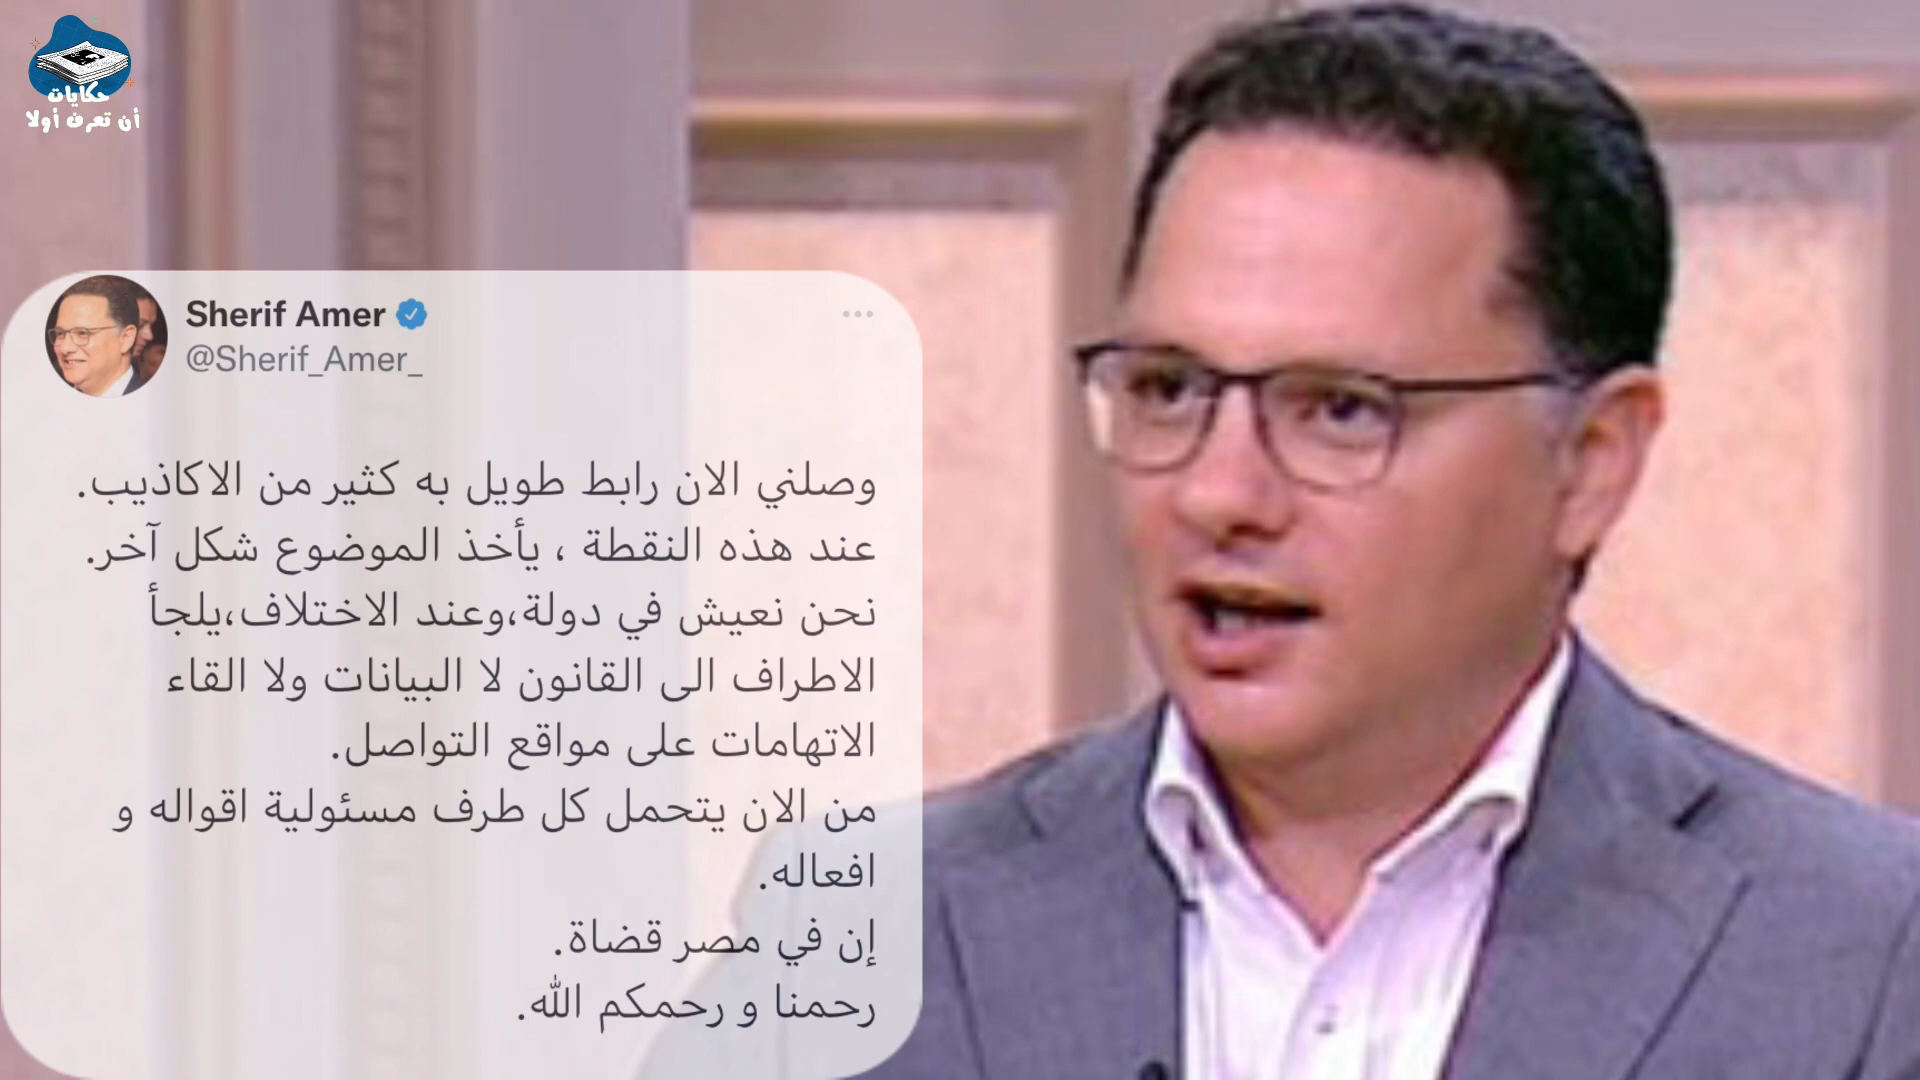 حكايات
أن تعرف أولا
Sherif Amer
@Sherif_Amer_
وصلني الان رابط طويل به كثير من الاكاذيب.
عند هذه النقطة ، يأخذ الموضوع شكل آخر.
نحن نعيش في دولة،وعند الاختلاف،يلجأ
الاطراف الى القانون لا البيانات ولا القاء
الاتهامات على مواقع التواصل.
من الان يتحمل كل طرف مسئولية اقواله و
افعاله.
إن في مصر قضاة.
رحمنا و رحمكم الله.